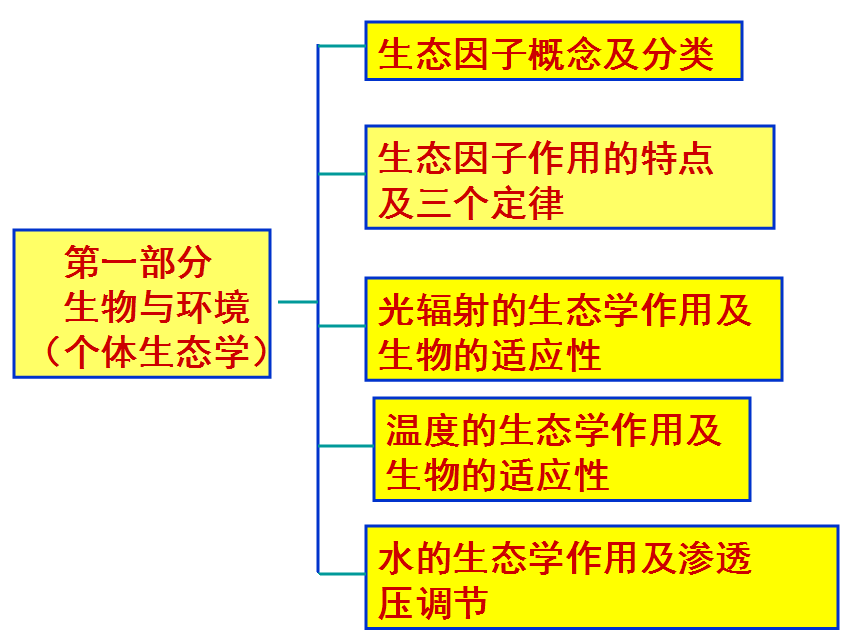 第一部分
生物与环境
（个体生态学）
生态因子概念及分类
生态因子作用的特点
及三个定律
光辐射的生态学作用及
生物的适应性
温度的生态学作用及
生物的适应性
水的生态学作用及渗透
压调节